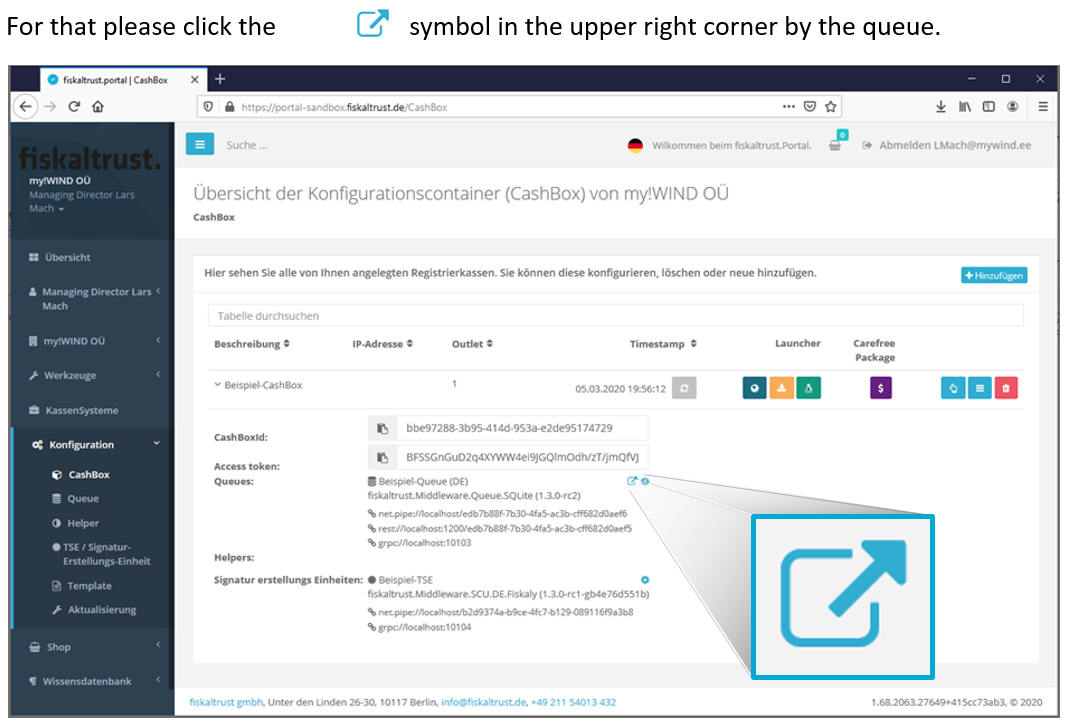 For that please click the symbol in the upper right corner by the queue.
fiskaltrust.portal | CashBox
https://portal-sandbox.fiskaltrust.de/CashBox
fiskaltrust.
my!WIND OÜ
Managing Director Lars
Mach
Suche ...
Wilkommen beim fiskaltrust.Portal.
0
Abmelden LMach@mywind.ee
Übersicht der Konfigurationscontainer (CashBox) von my!WIND OÜ
CashBox
Übersicht
Managing Director Lars
Mach
my!WIND OÜ
Werkzeuge
KassenSysteme
Konfiguration
CashBox
Queue
Helper
TSE / Signatur-
Erstellungs-Einheit
Template
Aktualisierung
Shop
Wissensdatenbank
Hier sehen Sie alle von Ihnen angelegten Registrierkassen. Sie können diese konfigurieren, löschen oder neue hinzufügen.
Hinzufügen
Tabelle durchsuchen
Beschreibung IP-Adresse Outlet Timestamp Launcher Carefree
Package
Beispiel-CashBox 1 05.03.2020 19:56:12 $
CashBoxId: bbe97288-3b95-414d-953a-e2de95174729
Access token: BFSSGnGuD2q4XYWW4ei9JGQlmOdh/zT/jmQfVJ
Queues: Beispiel-Queue (DE)
fiskaltrust.Middleware.Queue.SQLite (1.3.0-rc2)
net.pipe://localhost/edb7b88f-7b30-4fa5-ac3b-cff682d0aef6
rest://localhost:1200/edb7b88f-7b30-4fa5-ac3b-cff682d0aef5
grpc://localhost:10103
Helpers:
Signatur erstellungs Einheiten: Beispiel-TSE
fiskaltrust.Middleware.SCU.DE.Fiskaly (1.3.0-rc1-gb4e76d551b)
net.pipe://localhost/b2d9374a-b9ce-4fc7-b129-089116f9a3b8
grpc://localhost:10104
fiskaltrust gmbh, Unter den Linden 26-30, 10117 Berlin, info@fiskaltrust.de, +49 211 54013 432
1.68.2063.27649+415cc73ab3, © 2020